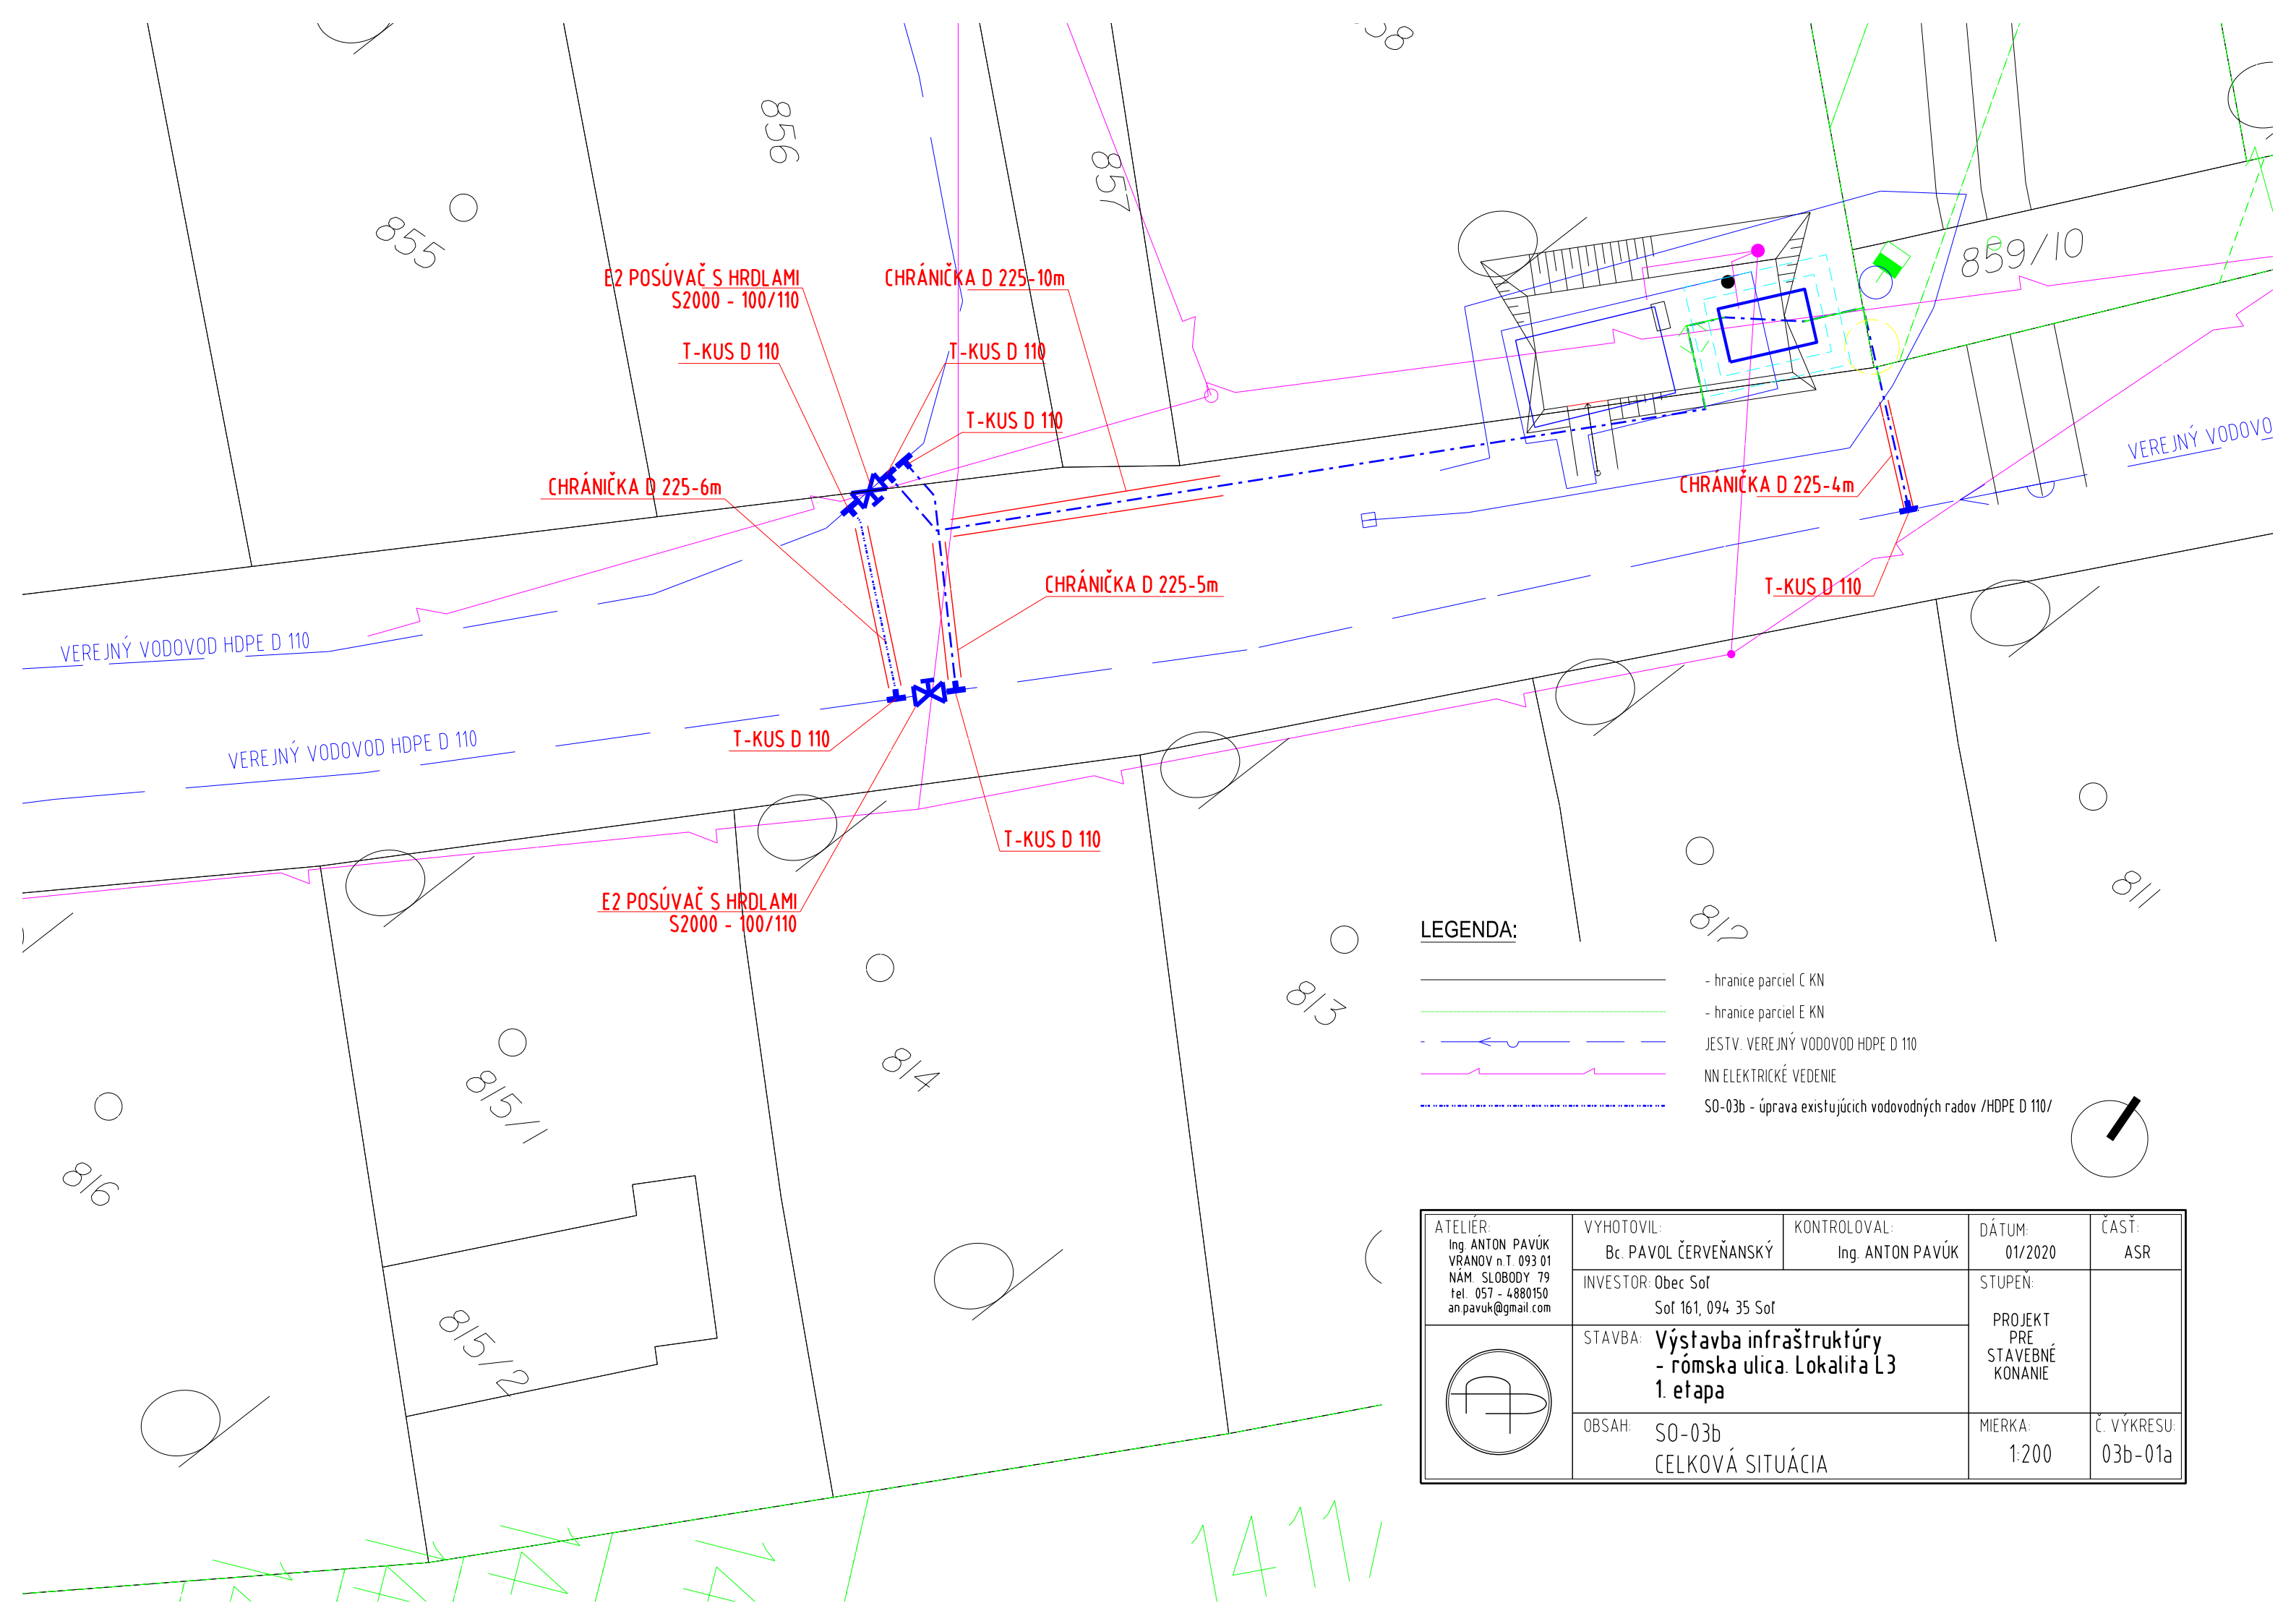 855
856
857
859/10
E2 POSÚVAČ S HRDLAMI
S2000 - 100/110
CHRÁNIČKA D 225-10m
T-KUS D 110
T-KUS D 110
T-KUS D 110
CHRÁNIČKA D 225-6m
CHRÁNIČKA D 225-4m
VEREJNÝ VODOVO
CHRÁNIČKA D 225-5m
T-KUS D 110
VEREJNÝ VODOVOD HDPE D 110
VEREJNÝ VODOVOD HDPE D 110
T-KUS D 110
T-KUS D 110
E2 POSÚVAČ S HRDLAMI
S2000 - 100/110
811
812
813
814
815/1
816
815/2
1411/
LEGENDA:
- hranice parciel C KN
- hranice parciel E KN
JESTV. VEREJNÝ VODOVOD HDPE D 110
NN ELEKTRICKÉ VEDENIE
SO-03b - úprava existujúcich vodovodných radov /HDPE D 110/
ATELIÉR:
Ing. ANTON PAVÚK
VRANOV n.T. 093 01
NÁM. SLOBODY 79
tel. 057 - 4880150
an.pavuk@gmail.com
VYHOTOVIL:
Bc. PAVOL ČERVEŇANSKÝ
KONTROLOVAL:
Ing. ANTON PAVÚK
DÁTUM:
01/2020
ČASŤ:
ASR
INVESTOR: Obec Soľ
Soľ 161, 094 35 Soľ
STUPEŇ:
PROJEKT
PRE
STAVEBNÉ
KONANIE
STAVBA: Výstavba infraštruktúry
- rómska ulica. Lokalita L3
1. etapa
OBSAH: SO-03b
CELKOVÁ SITUÁCIA
MIERKA:
1:200
Č. VÝKRESU:
03b-01a